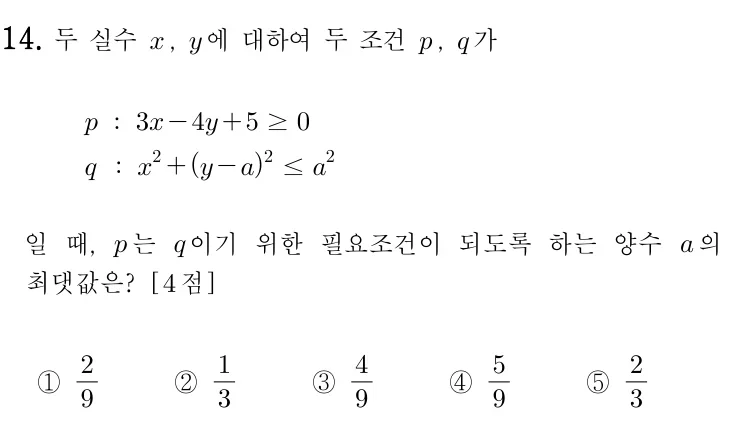 14. 두 실수 x, y에 대하여 두 조건 p, q가
p : 3x-4y+5 ≥ 0
q : x²+(y-a)² ≤ a²
일 때, p는 q이기 위한 필요조건이 되도록 하는 양수 a의
최댓값은? [4점]
① 2/9 ② 1/3 ③ 4/9 ④ 5/9 ⑤ 2/3